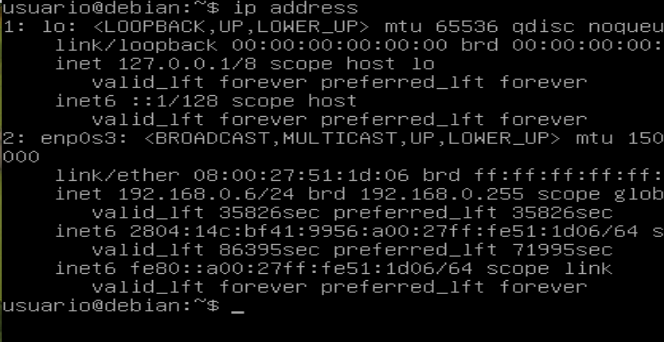 usuario@debian:~$ ip address
1: lo: <LOOPBACK,UP,LOWER_UP> mtu 65536 qdisc noqueu
link/loopback 00:00:00:00:00:00 brd 00:00:00:00:
inet 127.0.0.1/8 scope host lo
valid_lft forever preferred_lft forever
inet6 ::1/128 scope host
valid_lft forever preferred_lft forever
2: enp0s3: <BROADCAST,MULTICAST,UP,LOWER_UP> mtu 150
000
link/ether 08:00:27:51:1d:06 brd ff:ff:ff:ff:ff:
inet 192.168.0.6/24 brd 192.168.0.255 scope glob
valid_lft 35826sec preferred_lft 35826sec
inet6 2804:14c:bf41:9956:a00:27ff:fe51:1d06/64 s
valid_lft 86395sec preferred_lft 71995sec
inet6 fe80::a00:27ff:fe51:1d06/64 scope link
valid_lft forever preferred_lft forever
usuario@debian:~$ _